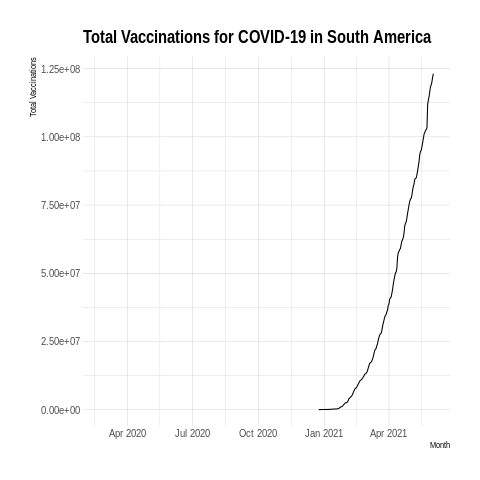 Total Vaccinations for COVID-19 in South America
Total Vaccinations
1.25e+08
1.00e+08
7.50e+07
5.00e+07
2.50e+07
0.00e+00
Apr 2020 Jul 2020 Oct 2020 Jan 2021 Apr 2021
Month